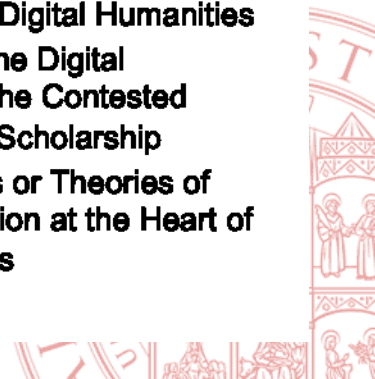 Digital Humanities
he Digital
he Contested
Scholarship
s or Theories of
ion at the Heart of
s
S T